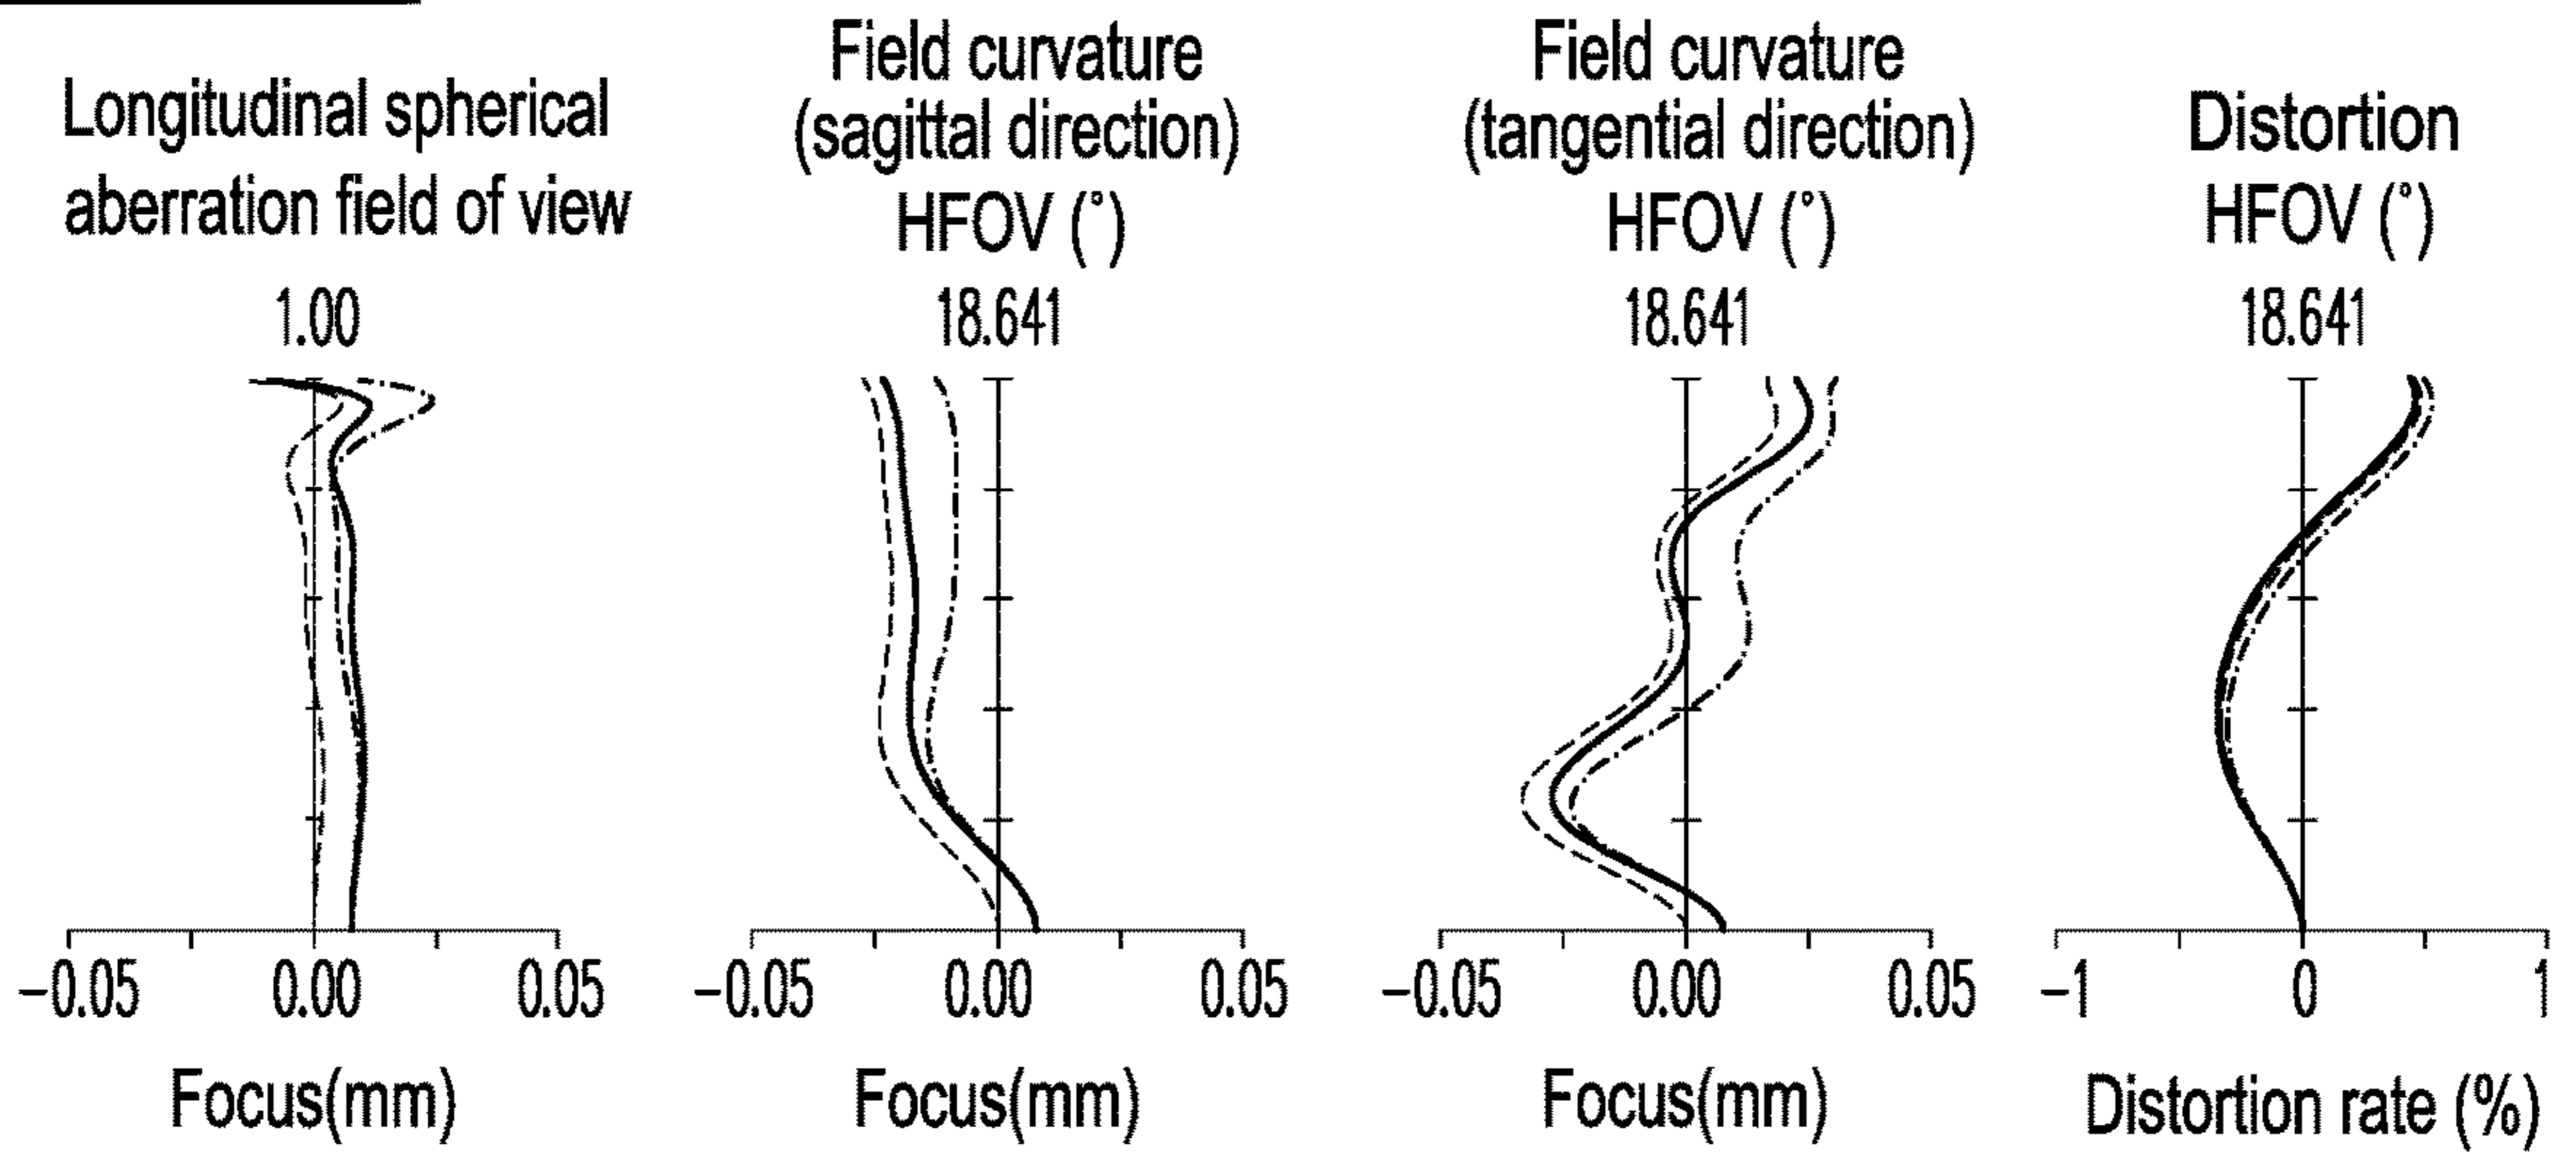 Longitudinal spherical
aberration field of view
1.00
−0.05 0.00 0.05
Focus(mm)
Field curvature
(sagittal direction)
HFOV (°)
18.641
−0.05 0.00 0.05
Focus(mm)
Field curvature
(tangential direction)
HFOV (°)
18.641
−0.05 0.00 0.05
Focus(mm)
Distortion
HFOV (°)
18.641
−1 0 1
Distortion rate (%)